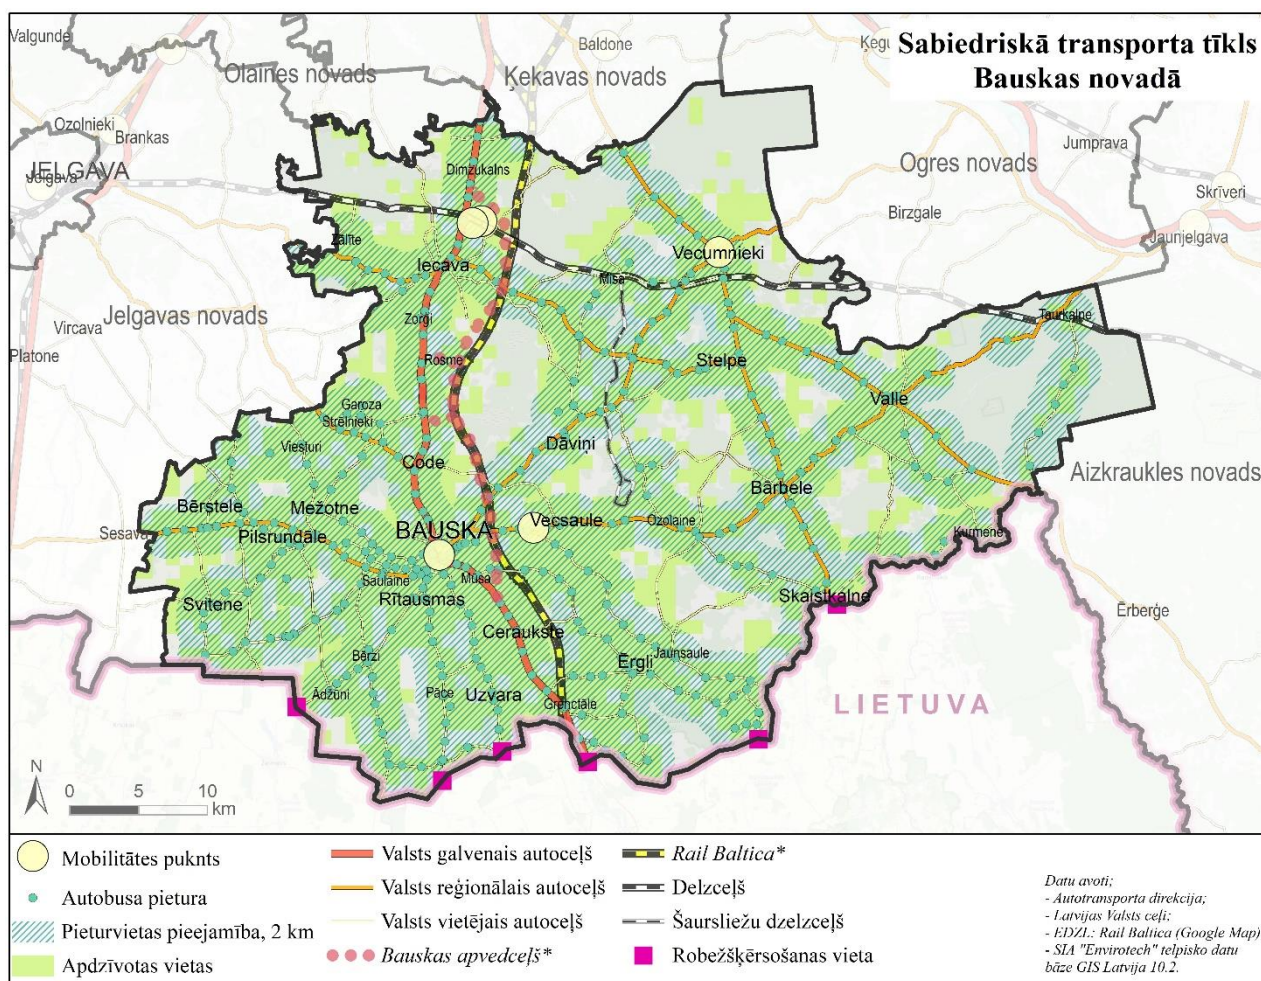 Sabiedriskā transporta tīkls
Bauskas novadā
Valgunde
Olaines novads
Baldone
Ķekavas novads
Ķegu
Ozolnieki
Brankas
JELGAVA
Jelgava
Jumprava
Ogres novads
Skrīveri
Birzgale
Jaunjelgava
Dimzukalns
Zālīte
Iecava
Vecumnieki
Misa
Jelgavas novads
Vircava
Platone
Zorģi
Rosme
Stelpe
Taurkalne
Valle
Garoza
Strēlnieki
Viesturi
Code
Dāviņi
Aizkraukles novads
Bērstele
Mežotne
Bārbele
Sesava
Pilsrundāle
BAUSKA
Vecsaule
Ozolaine
Kurmene
Saulaine
Mūsa
Rītausmas
Svitene
Skaistkalne
Ērberģe
Ceraukste
Bērzi
Ērgļi
Jaunsaule
Ādžūni
Pāce
Uzvara
Grenctāle
LIETUVA
N
0 5 10
km
Mobilitātes puknts
Autobusa pietura
Pieturvietas pieejamība, 2 km
Apdzīvotas vietas
Valsts galvenais autoceļš
Valsts reģionālais autoceļš
Valsts vietējais autoceļš
Bauskas apvedceļš*
Rail Baltica*
Delzceļš
Šaursliežu dzelzceļš
Robežšķērsošanas vieta
Datu avoti;
- Autotransporta direkcija;
- Latvijas Valsts ceļi;
- EDZL: Rail Baltica (Google Map)
- SIA "Envirotech" telpisko datu
bāze GIS Latvija 10.2.